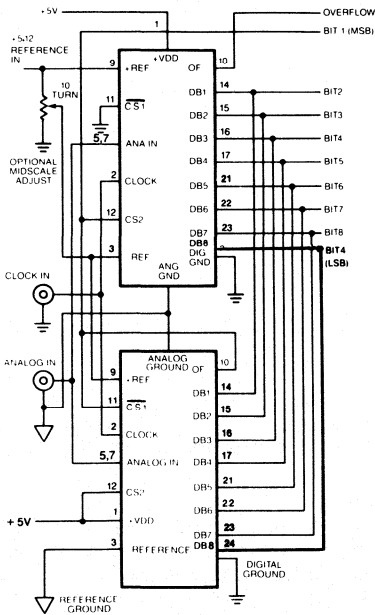 +5V
OVERFLOW
1
BIT 1 (MSB)
+5.12
REFERENCE
IN
9
+VDD
+REF
OF
10
10
TURN
DB1
14
BIT2
11
CS1
DB2
15
BIT3
5,7
ANA IN
DB3
16
BIT4
OPTIONAL
MIDSCALE
ADJUST
DB4
17
BIT5
2
CLOCK
DB5
21
BIT6
12
CS2
DB6
22
BIT7
3
REF
DB7
23
BIT8
DB8
BIT4
(LSB)
DIG
GND
ANG
GND
CLOCK IN
ANALOG IN
ANALOG
GROUND
OF
10
9
+REF
DB1
14
11
CS1
DB2
15
2
CLOCK
DB3
16
5,7
ANALOG IN
DB4
17
12
CS2
DB5
21
+ 5V
1
+VDD
DB6
22
DB7
23
3
REFERENCE
DB8
24
DIGITAL
GROUND
REFERENCE
GROUND